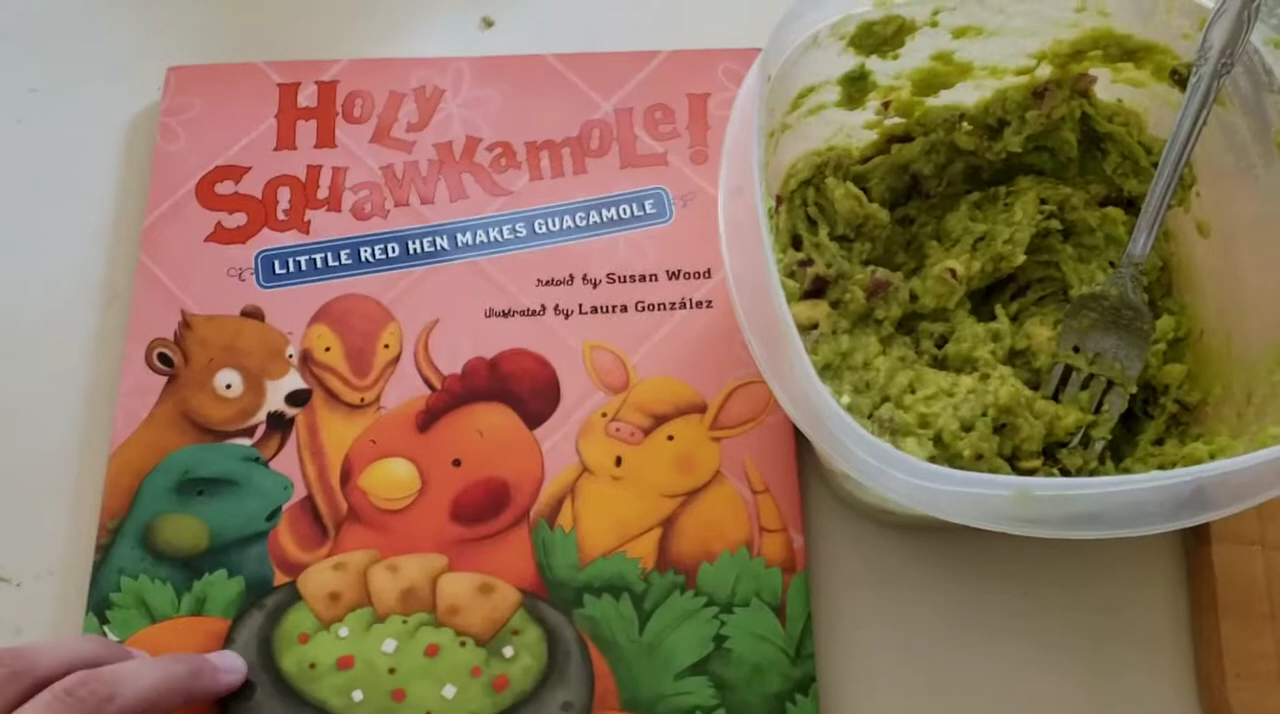 Holy
Squawkamole!
LITTLE RED HEN MAKES GUACAMOLE
retold by Susan Wood
illustrated by Laura González